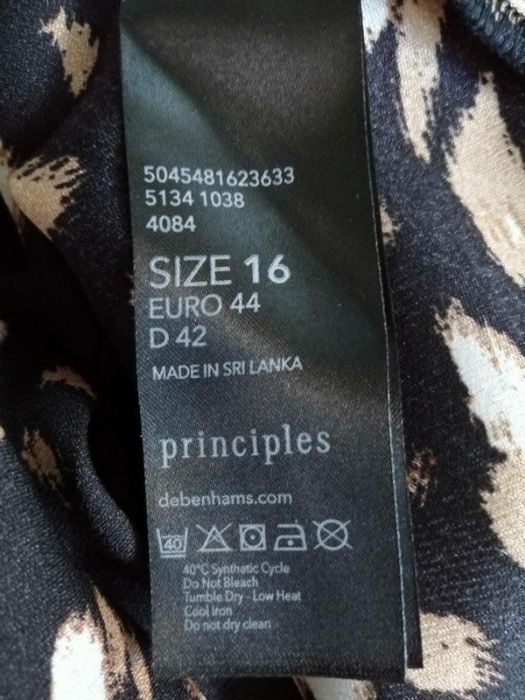 5045481623633
5134 1038
4084
SIZE 16
EURO 44
D 42
MADE IN SRI LANKA
principles
debenhams.com
40
40°C Synthetic Cycle
Do Not Bleach
Tumble Dry - Low Heat
Cool Iron
Do not dry clean